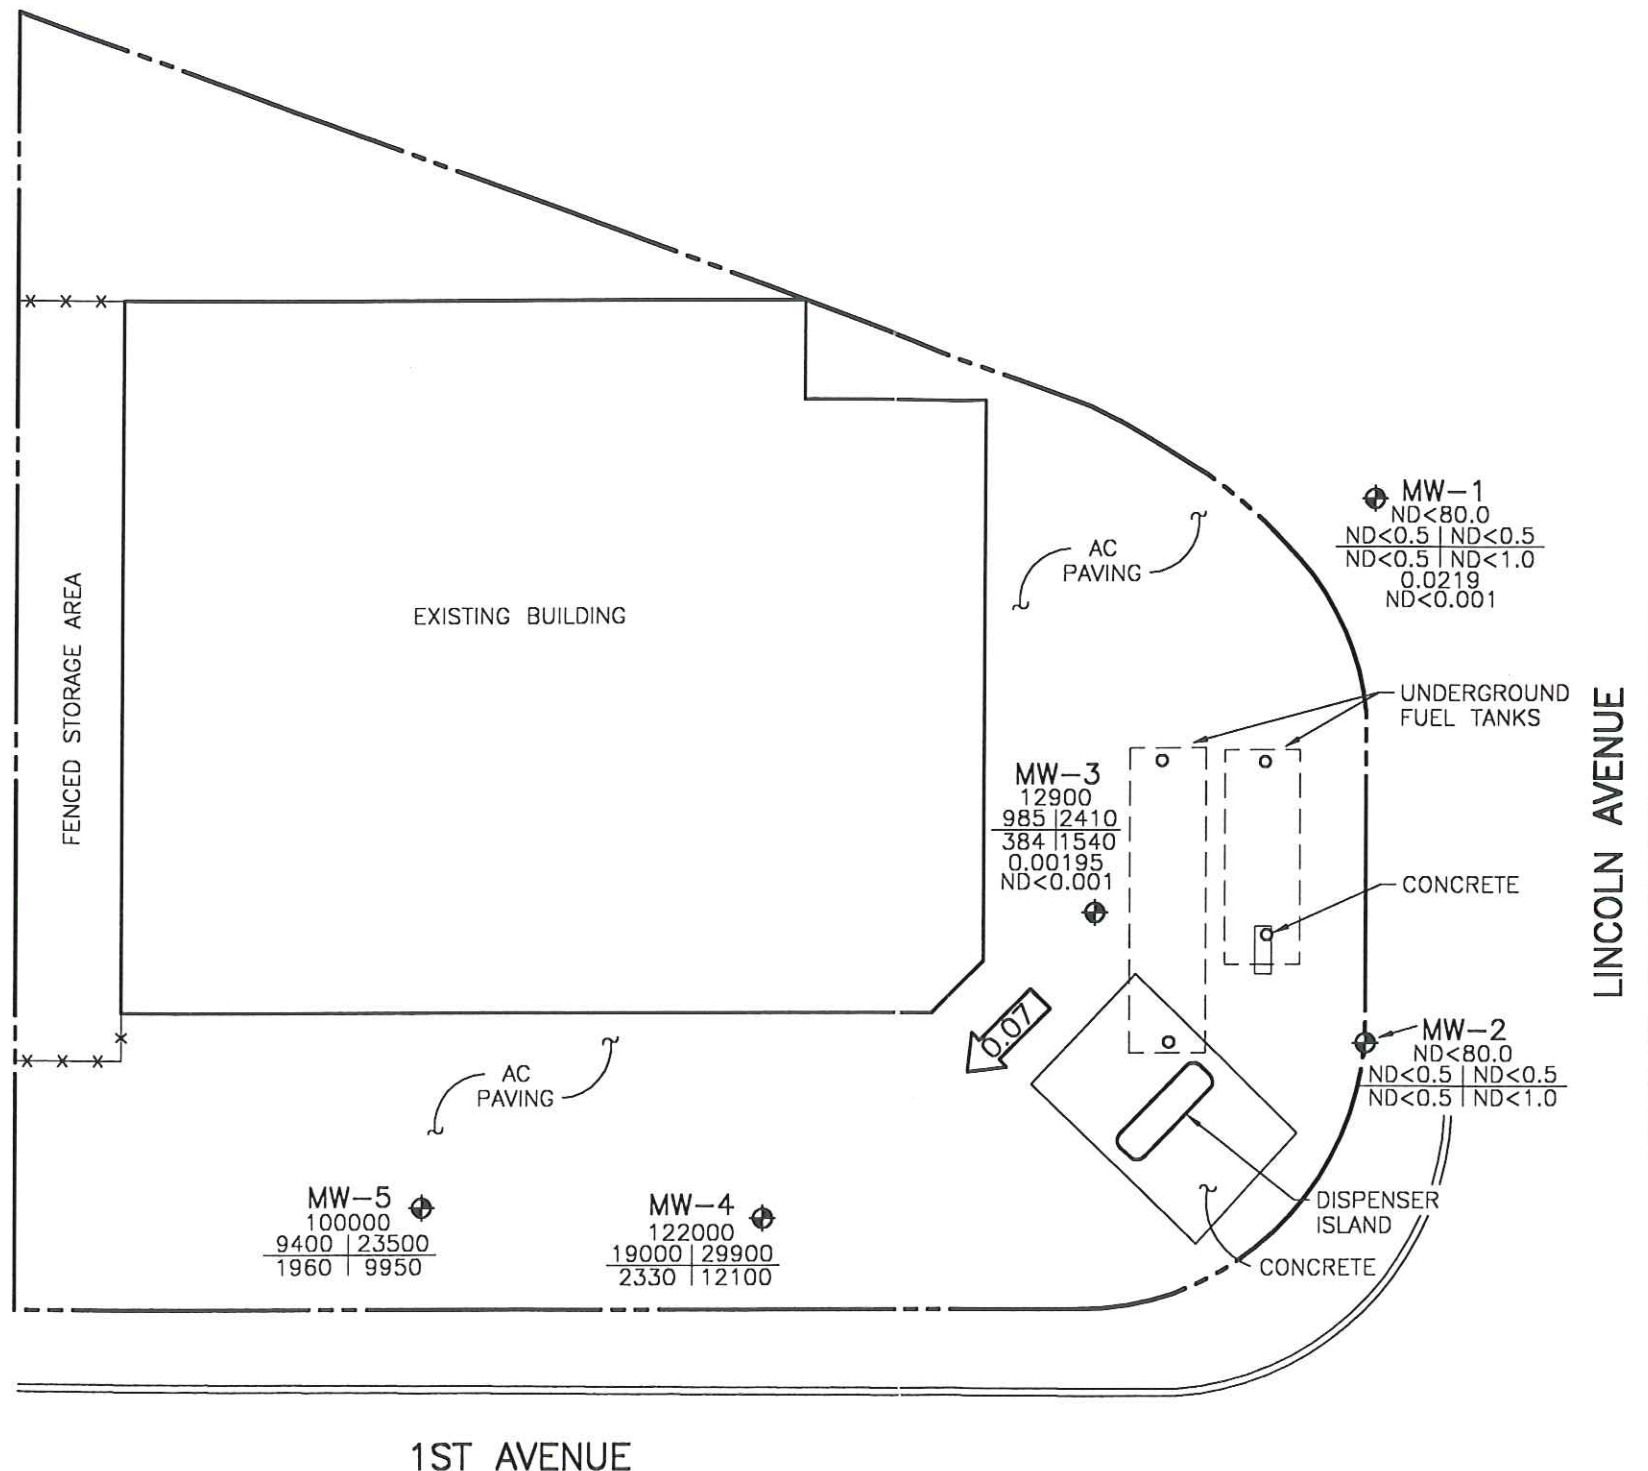 MW-1
ND<80.0
ND<0.5 | ND<0.5
ND<0.5 | ND<1.0
0.0219
ND<0.001
AC
PAVING
EXISTING BUILDING
FENCED STORAGE AREA
UNDERGROUND
FUEL TANKS
LINCOLN AVENUE
MW-3
12900
985 | 2410
384 | 1540
0.00195
ND<0.001
CONCRETE
0.07
MW-2
ND<80.0
ND<0.5 | ND<0.5
ND<0.5 | ND<1.0
AC
PAVING
MW-5
100000
9400 | 23500
1960 | 9950
MW-4
122000
19000 | 29900
2330 | 12100
DISPENSER
ISLAND
CONCRETE
1ST AVENUE